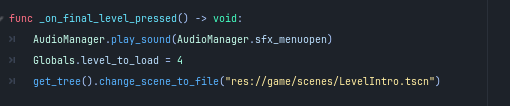 func _on_final_level_pressed() -> void:
AudioManager.play_sound(AudioManager.sfx_menuopen)
Globals.level_to_load = 4
get_tree().change_scene_to_file("res://game/scenes/LevelIntro.tscn")